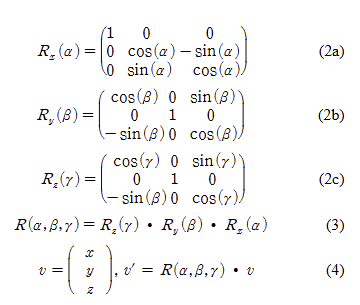 1 0 0
R_x(α) = 0 cos(α) − sin(α) (2a)
0 sin(α) cos(α)
cos(β) 0 sin(β)
R_y(β) = 0 1 0 (2b)
− sin(β) 0 cos(β)
cos(γ) 0 sin(γ)
R_z(γ) = 0 1 0 (2c)
− sin(β) 0 cos(γ)
R(α,β,γ) = R_z(γ) • R_y(β) • R_x(α) (3)
x
v = y , v′ = R(α,β,γ) • v (4)
z